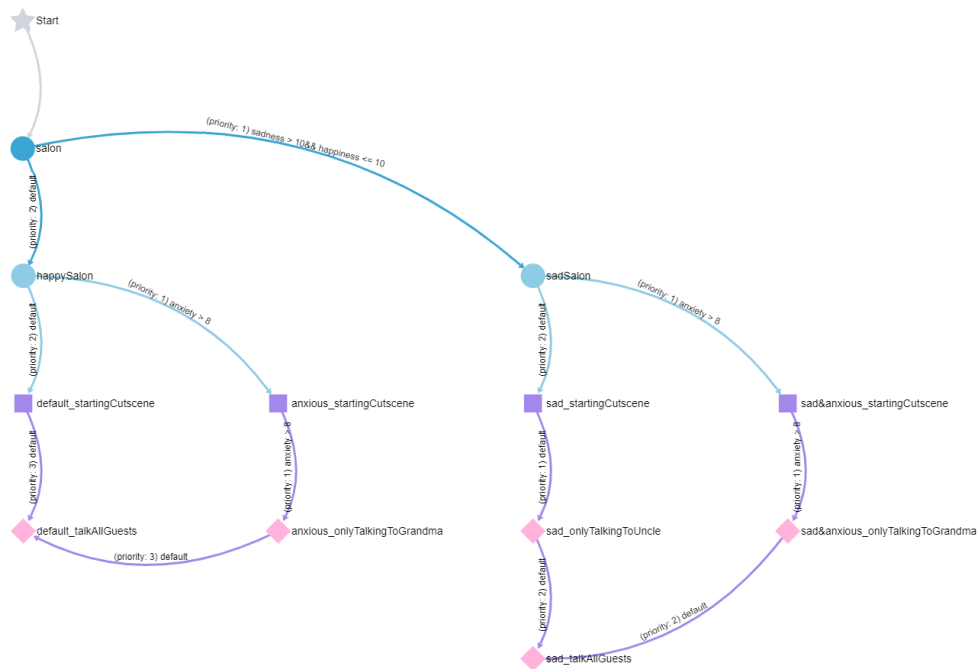 Start
(priority: 1) sadness > 10&& happiness <= 10
salon
(priority: 2) default
happySalon
sadSalon
(priority: 1) anxiety > 8
(priority: 1) anxiety > 8
(priority: 2) default
(priority: 2) default
default_startingCutscene
anxious_startingCutscene
sad_startingCutscene
sad&anxious_startingCutscene
(priority: 3) default
(priority: 1) anxiety > 8
(priority: 1) default
(priority: 1) anxiety > 8
default_talkAllGuests
anxious_onlyTalkingToGrandma
sad_onlyTalkingToUncle
sad&anxious_onlyTalkingToGrandma
(priority: 3) default
(priority: 2) default
(priority: 2) default
sad_talkAllGuests